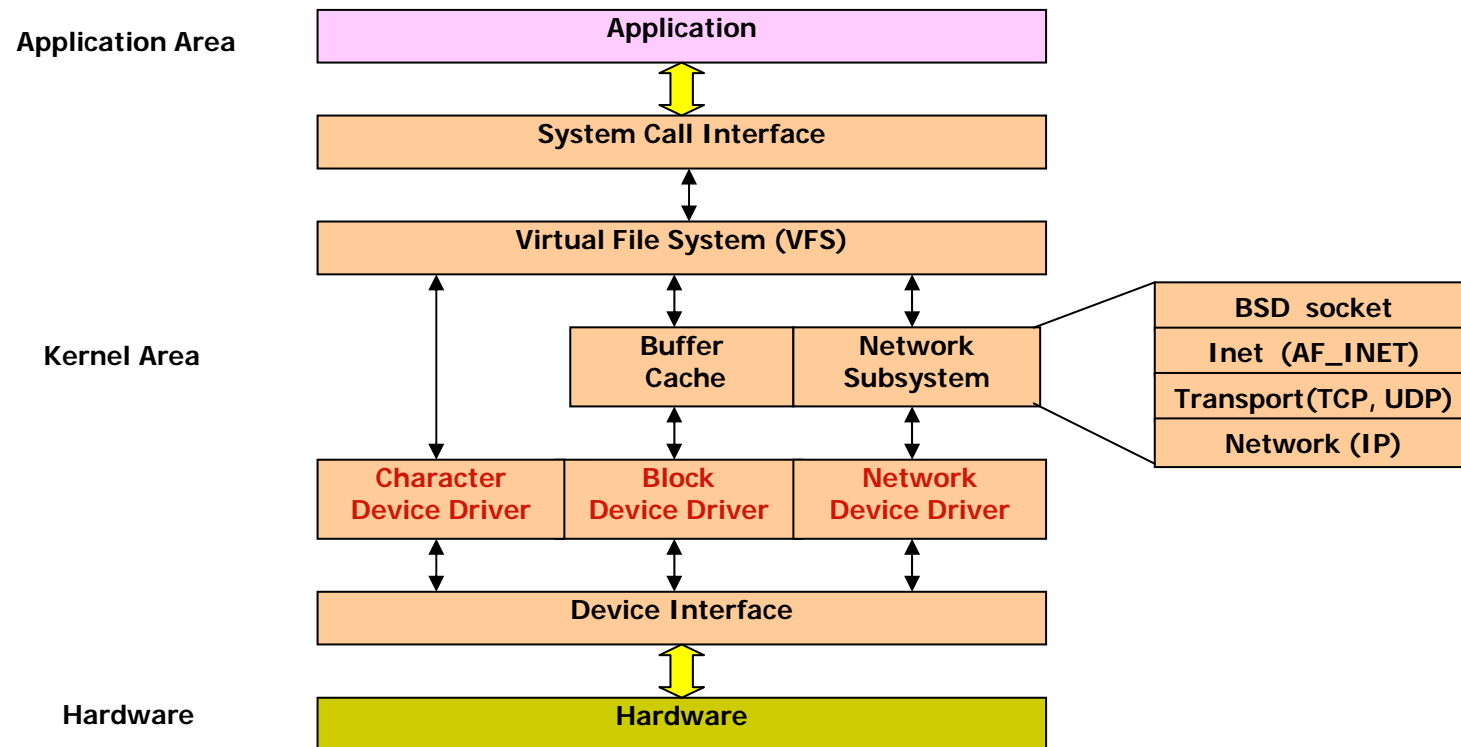 Application Area
Application
System Call Interface
Virtual File System (VFS)
Kernel Area
Buffer
Cache
Network
Subsystem
BSD socket
Inet (AF_INET)
Transport(TCP, UDP)
Network (IP)
Character
Device Driver
Block
Device Driver
Network
Device Driver
Device Interface
Hardware
Hardware